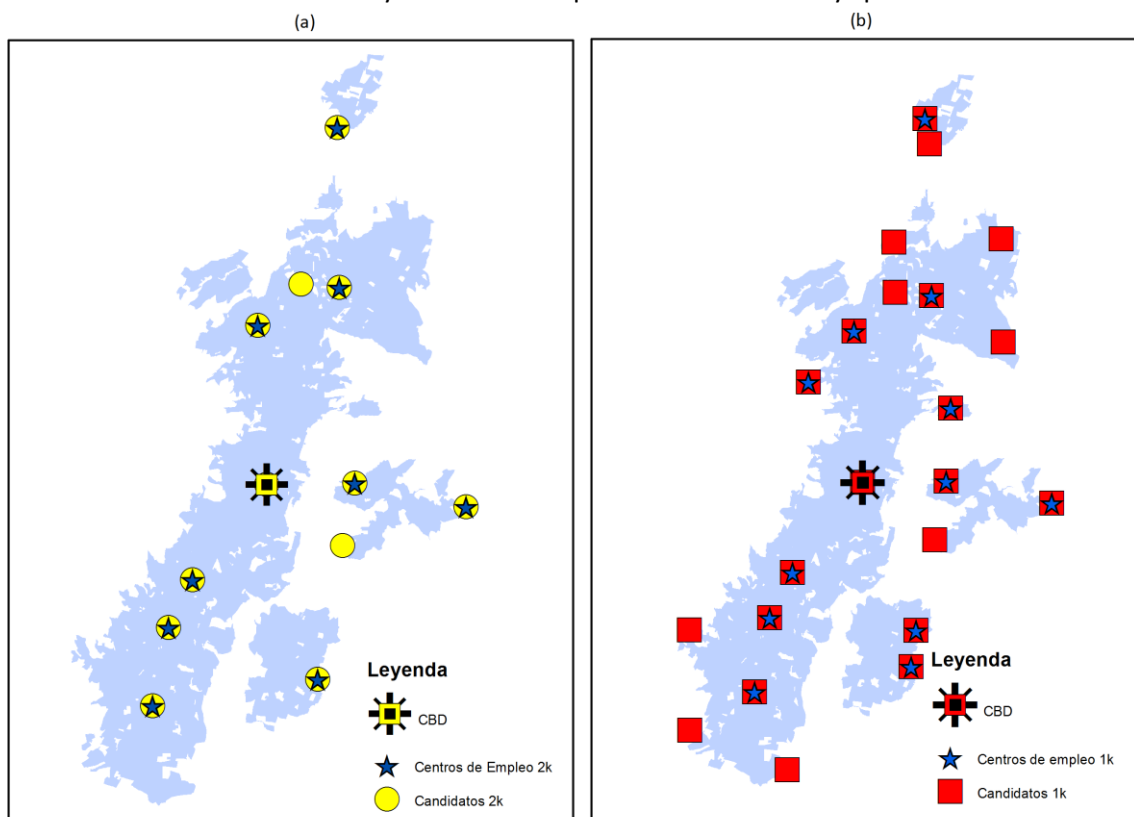 (a)
(b)
Leyenda
CBD
Centros de Empleo 2k
Candidatos 2k
Leyenda
CBD
Centros de empleo 1k
Candidatos 1k